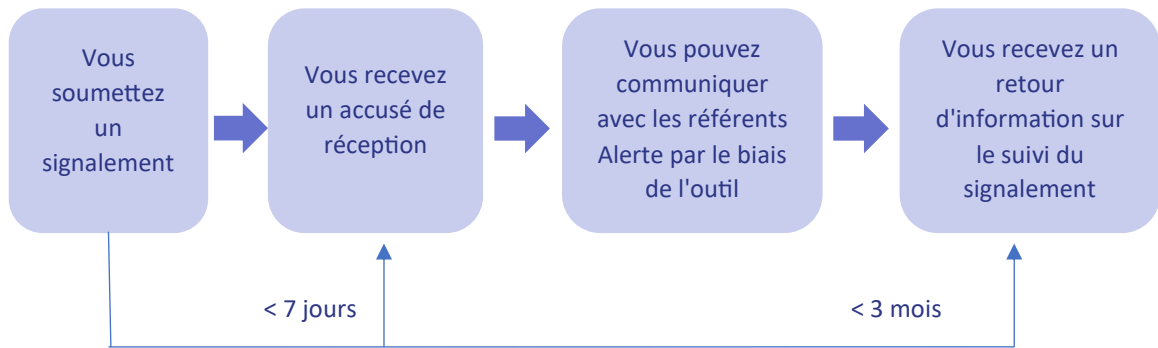 Vous
soumettez
un
signalement
Vous recevez
un accusé de
réception
Vous pouvez
communiquer
avec les référents
Alerte par le biais
de l'outil
Vous recevez un
retour
d'information sur
le suivi du
signalement
< 7 jours
< 3 mois